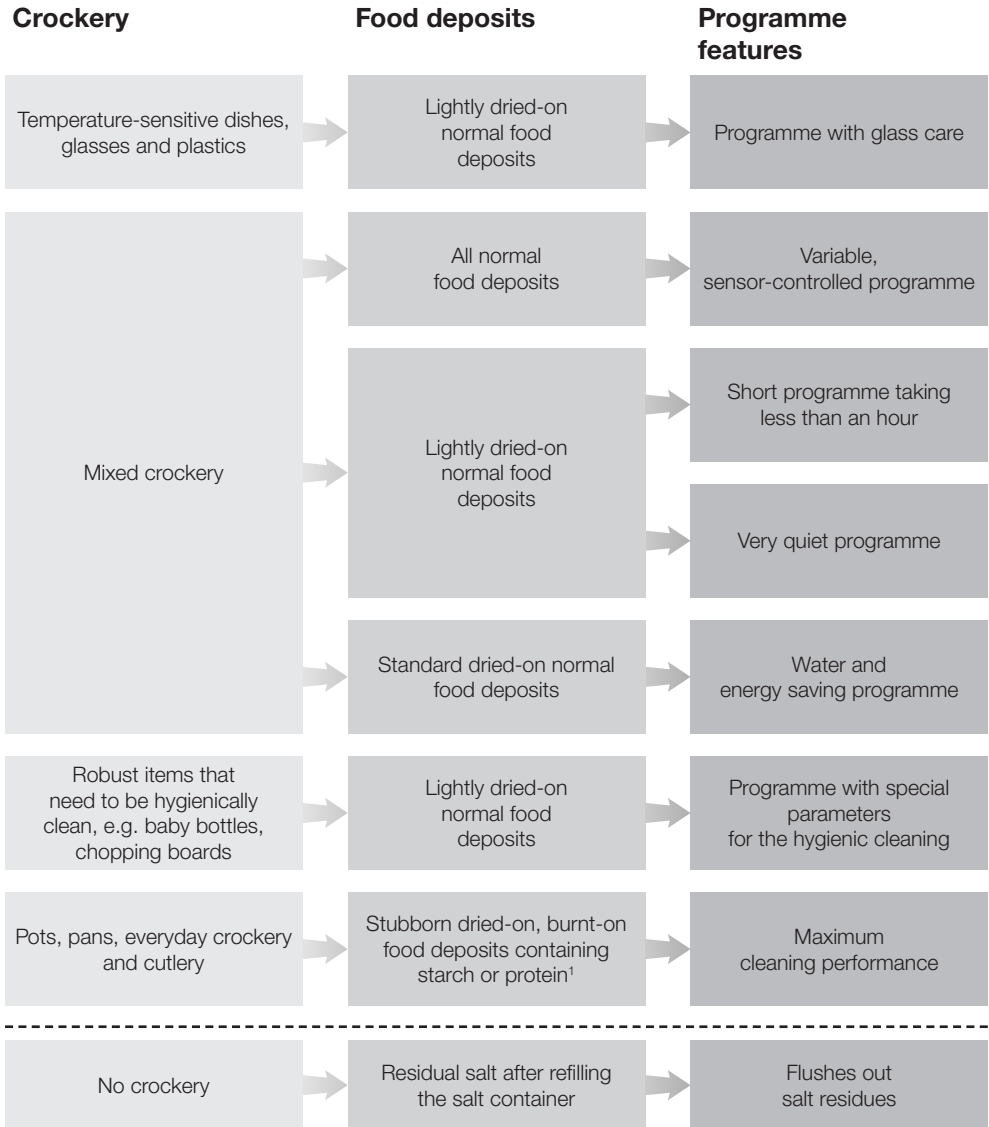 Crockery
Food deposits
Programme
features
Temperature-sensitive dishes,
glasses and plastics
Lightly dried-on
normal food
deposits
Programme with glass care
Mixed crockery
All normal
food deposits
Variable,
sensor-controlled programme
Lightly dried-on
normal food
deposits
Short programme taking
less than an hour
Very quiet programme
Standard dried-on normal
food deposits
Water and
energy saving programme
Robust items that
need to be hygienically
clean, e.g. baby bottles,
chopping boards
Lightly dried-on
normal food
deposits
Programme with special
parameters
for the hygienic cleaning
Pots, pans, everyday crockery
and cutlery
Stubborn dried-on, burnt-on
food deposits containing
starch or protein¹
Maximum
cleaning performance
No crockery
Residual salt after refilling
the salt container
Flushes out
salt residues